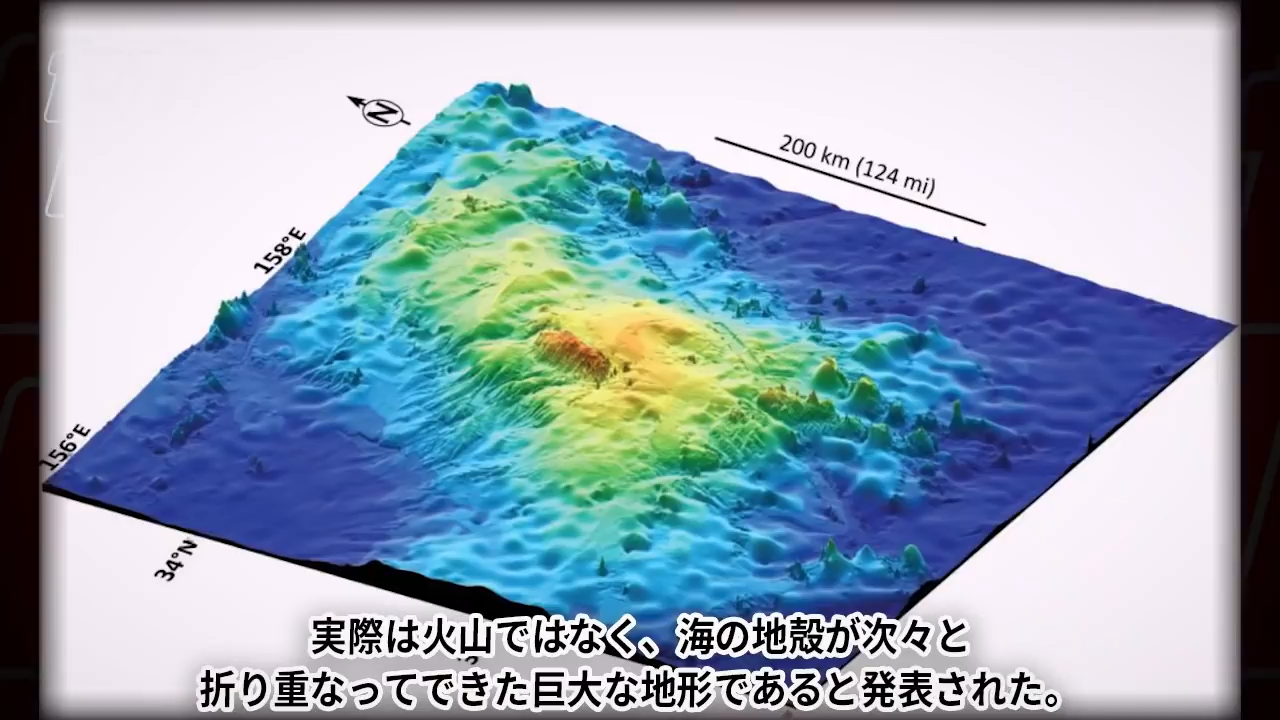 N
200 km (124 mi)
158°E
156°E
34°N
実際は火山ではなく、海の地殻が次々と
折り重なってできた巨大な地形であると発表された。